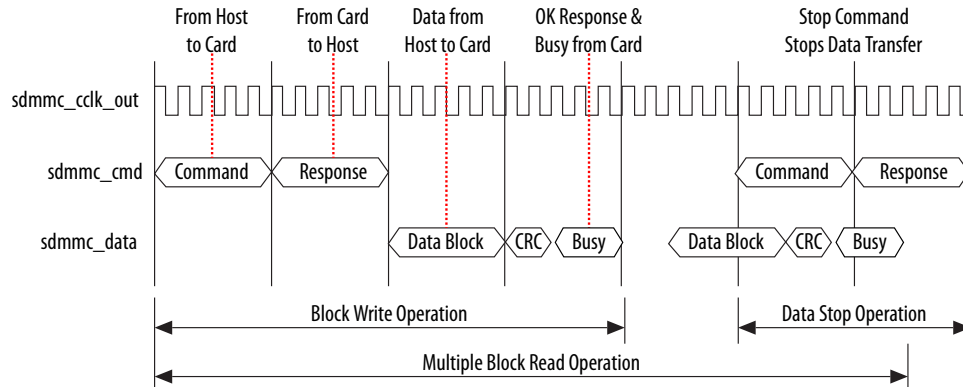 From Host
to Card
From Card
to Host
Data from
Host to Card
OK Response &
Busy from Card
Stop Command
Stops Data Transfer
sdmmc_cclk_out
sdmmc_cmd
Command
Response
Command
Response
sdmmc_data
Data Block
CRC
Busy
Data Block
CRC
Busy
Block Write Operation
Data Stop Operation
Multiple Block Read Operation